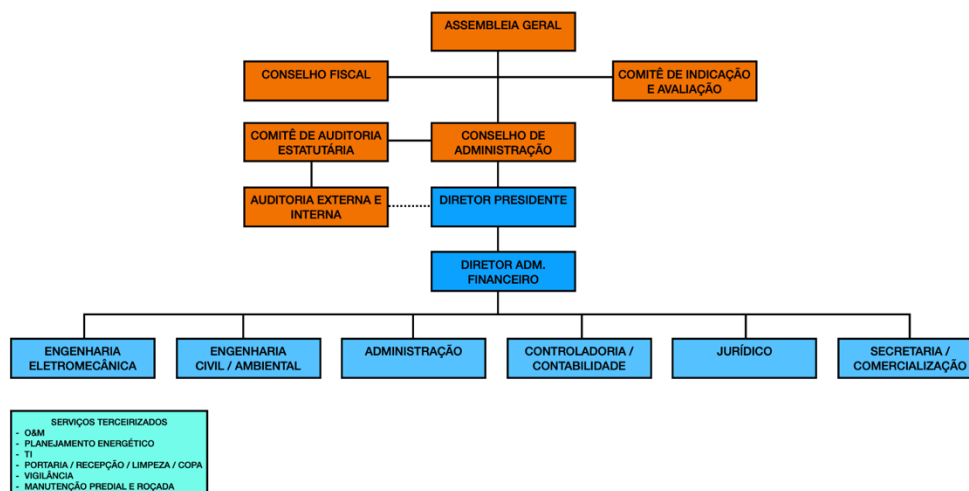 ASSEMBLEIA GERAL
CONSELHO FISCAL
COMITÊ DE INDICAÇÃO
E AVALIAÇÃO
COMITÊ DE AUDITORIA
ESTATUTÁRIA
CONSELHO DE
ADMINISTRAÇÃO
AUDITORIA EXTERNA E
INTERNA
DIRETOR PRESIDENTE
DIRETOR ADM.
FINANCEIRO
ENGENHARIA
ELETROMECÂNICA
ENGENHARIA
CIVIL / AMBIENTAL
ADMINISTRAÇÃO
CONTROLADORIA /
CONTABILIDADE
JURÍDICO
SECRETARIA /
COMERCIALIZAÇÃO
SERVIÇOS TERCEIRIZADOS
- O&M
- PLANEJAMENTO ENERGÉTICO
- TI
- PORTARIA / RECEPÇÃO / LIMPEZA / COPA
- VIGILÂNCIA
- MANUTENÇÃO PREDIAL E ROÇADA